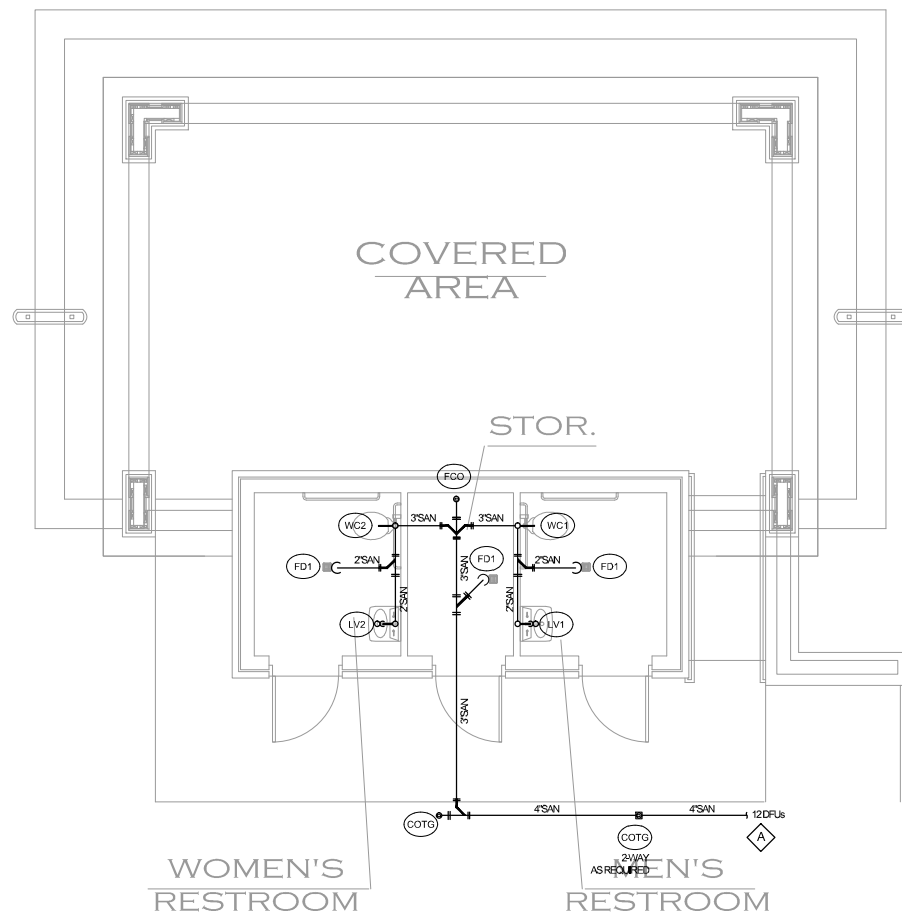 COVERED
AREA
STOR.
FCO
WC2
3"SAN
3"SAN
WC1
FD1
2"SAN
3"SAN
FD1
2"SAN
FD1
LV2
2"SAN
2"SAN
LV1
3"SAN
COTG
4"SAN
4"SAN
12 DFUs
COTG
A
2-WAY
AS REQUIRED
WOMEN'S
RESTROOM
MEN'S
RESTROOM